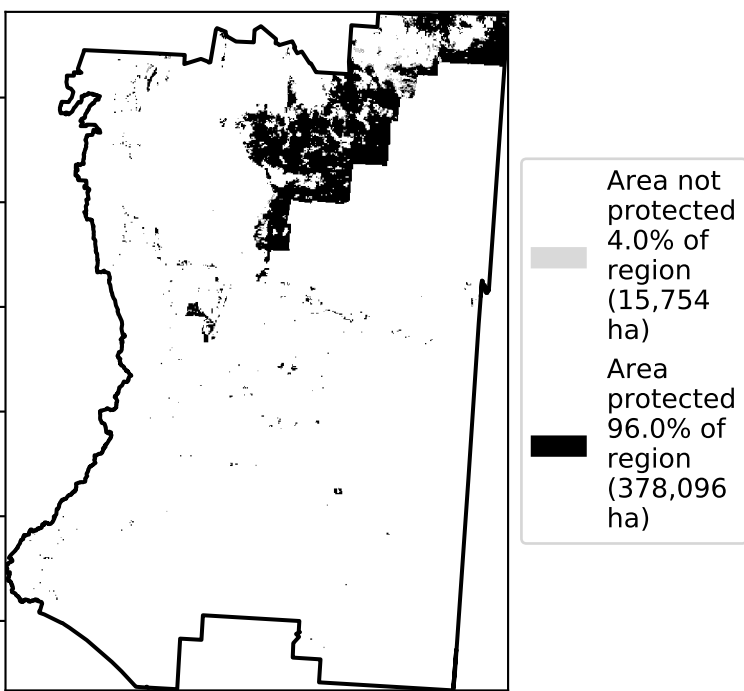 Area not
protected
4.0% of
region
(15,754
ha)
Area
protected
96.0% of
region
(378,096
ha)